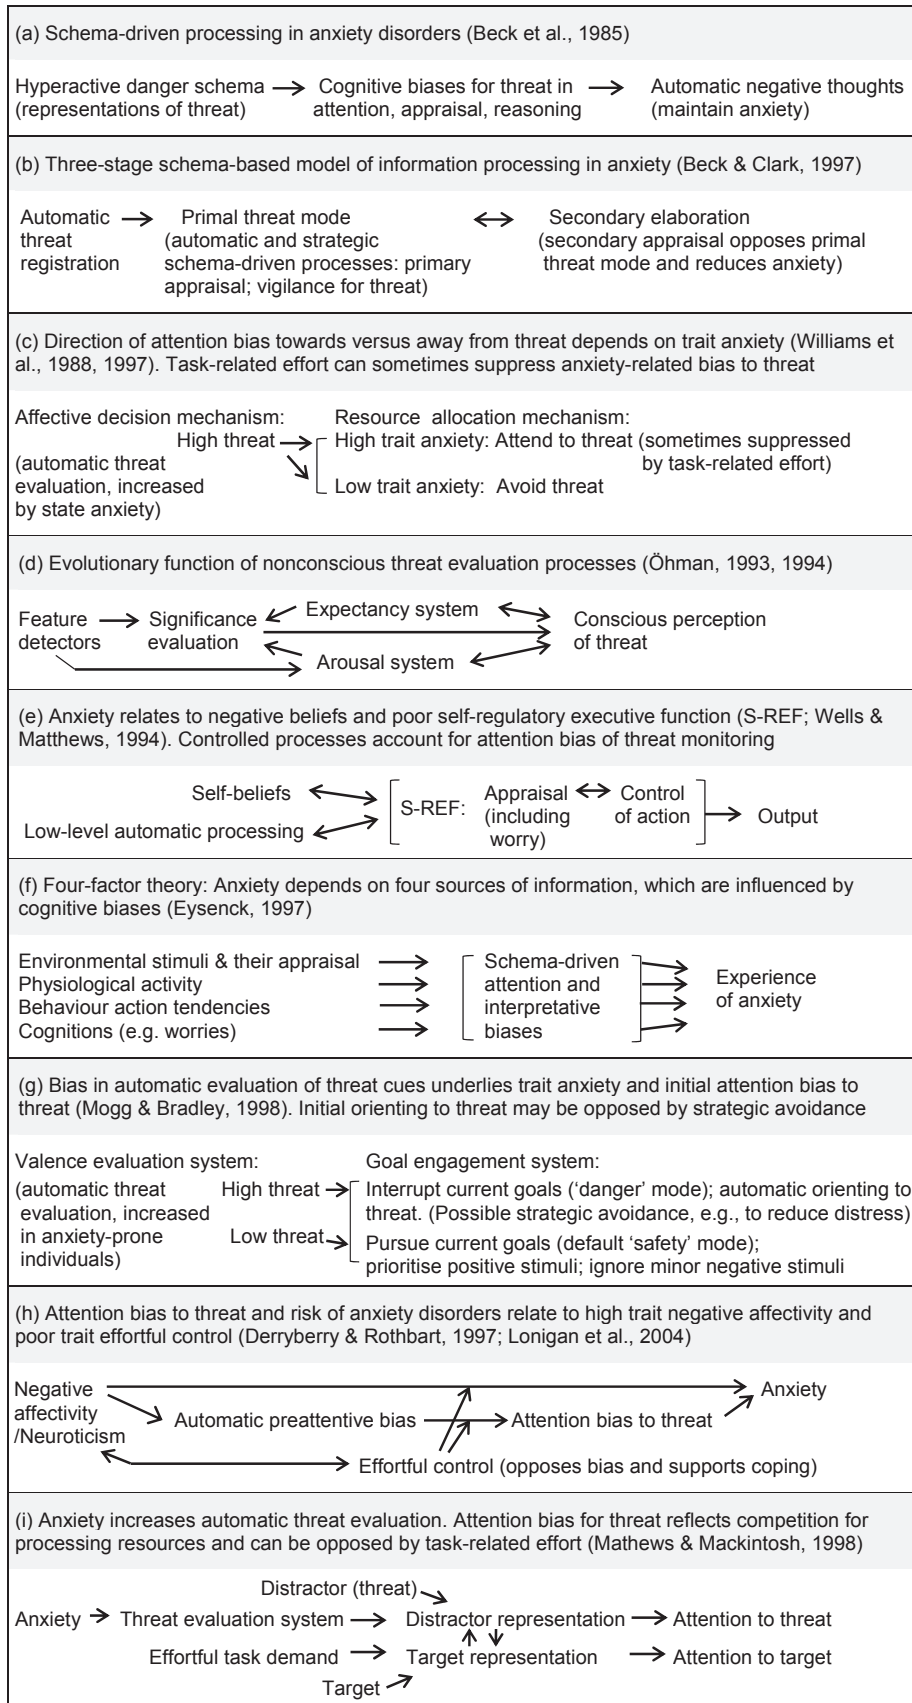 (a) Schema-driven processing in anxiety disorders (Beck et al., 1985)
Hyperactive danger schema Cognitive biases for threat in Automatic negative thoughts
(representations of threat) attention, appraisal, reasoning (maintain anxiety)
(b) Three-stage schema-based model of information processing in anxiety (Beck & Clark, 1997)
Automatic Primal threat mode Secondary elaboration
threat (automatic and strategic (secondary appraisal opposes primal
registration schema-driven processes: primary threat mode and reduces anxiety)
appraisal; vigilance for threat)
(c) Direction of attention bias towards versus away from threat depends on trait anxiety (Williams et
al., 1988, 1997). Task-related effort can sometimes suppress anxiety-related bias to threat
Affective decision mechanism: Resource allocation mechanism:
High threat High trait anxiety: Attend to threat (sometimes suppressed
(automatic threat by task-related effort)
evaluation, increased Low trait anxiety: Avoid threat
by state anxiety)
(d) Evolutionary function of nonconscious threat evaluation processes (Öhman, 1993, 1994)
Feature Significance Expectancy system Conscious perception
detectors evaluation of threat
Arousal system
(e) Anxiety relates to negative beliefs and poor self-regulatory executive function (S-REF; Wells &
Matthews, 1994). Controlled processes account for attention bias of threat monitoring
Self-beliefs S-REF: Appraisal Control
Low-level automatic processing (including of action Output
worry)
(f) Four-factor theory: Anxiety depends on four sources of information, which are influenced by
cognitive biases (Eysenck, 1997)
Environmental stimuli & their appraisal Schema-driven
Physiological activity attention and Experience
Behaviour action tendencies interpretative of anxiety
Cognitions (e.g. worries) biases
(g) Bias in automatic evaluation of threat cues underlies trait anxiety and initial attention bias to
threat (Mogg & Bradley, 1998). Initial orienting to threat may be opposed by strategic avoidance
Valence evaluation system: Goal engagement system:
(automatic threat High threat Interrupt current goals (‘danger’ mode); automatic orienting to
evaluation, increased threat. (Possible strategic avoidance, e.g., to reduce distress)
in anxiety-prone Low threat Pursue current goals (default ‘safety’ mode);
individuals) prioritise positive stimuli; ignore minor negative stimuli
(h) Attention bias to threat and risk of anxiety disorders relate to high trait negative affectivity and
poor trait effortful control (Derryberry & Rothbart, 1997; Lonigan et al., 2004)
Negative Anxiety
affectivity Automatic preattentive bias Attention bias to threat
/Neuroticism
Effortful control (opposes bias and supports coping)
(i) Anxiety increases automatic threat evaluation. Attention bias for threat reflects competition for
processing resources and can be opposed by task-related effort (Mathews & Mackintosh, 1998)
Distractor (threat)
Anxiety Threat evaluation system Distractor representation Attention to threat
Effortful task demand Target representation Attention to target
Target